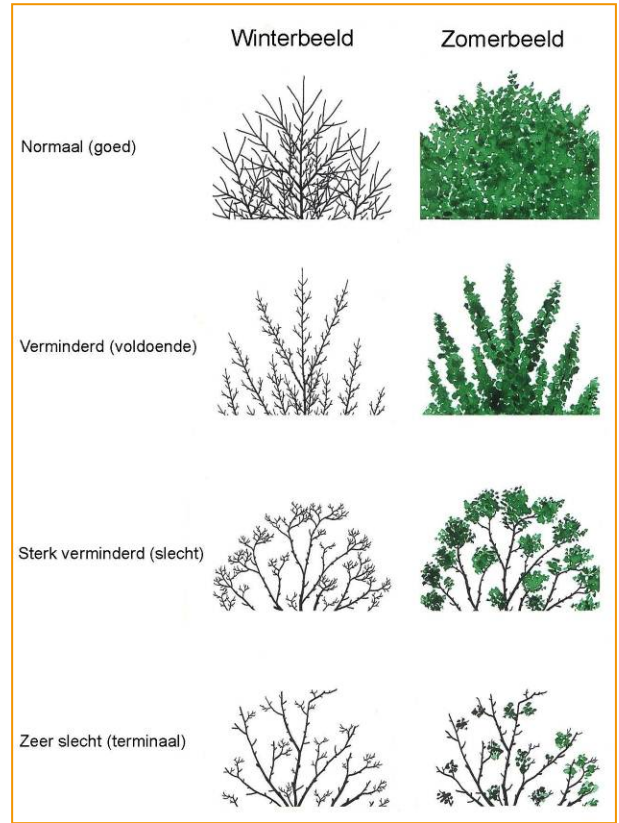 Winterbeeld Zomerbeeld
Normaal (goed)
Verminderd (voldoende)
Sterk verminderd (slecht)
Zeer slecht (terminaal)